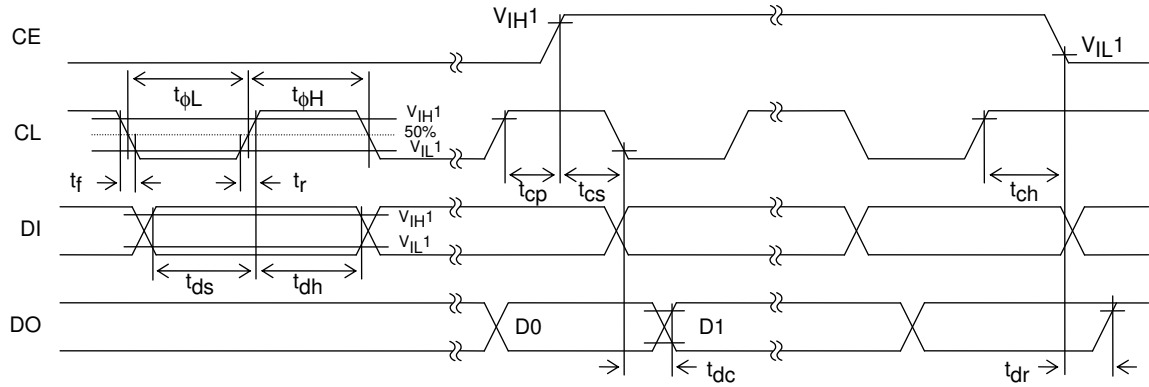 CE
VIH1
VIL1
tϕL
tϕH
CL
VIH1
50%
VIL1
tf
tr
tcp
tcs
tch
DI
VIH1
VIL1
tds
tdh
DO
D0
D1
tdc
tdr